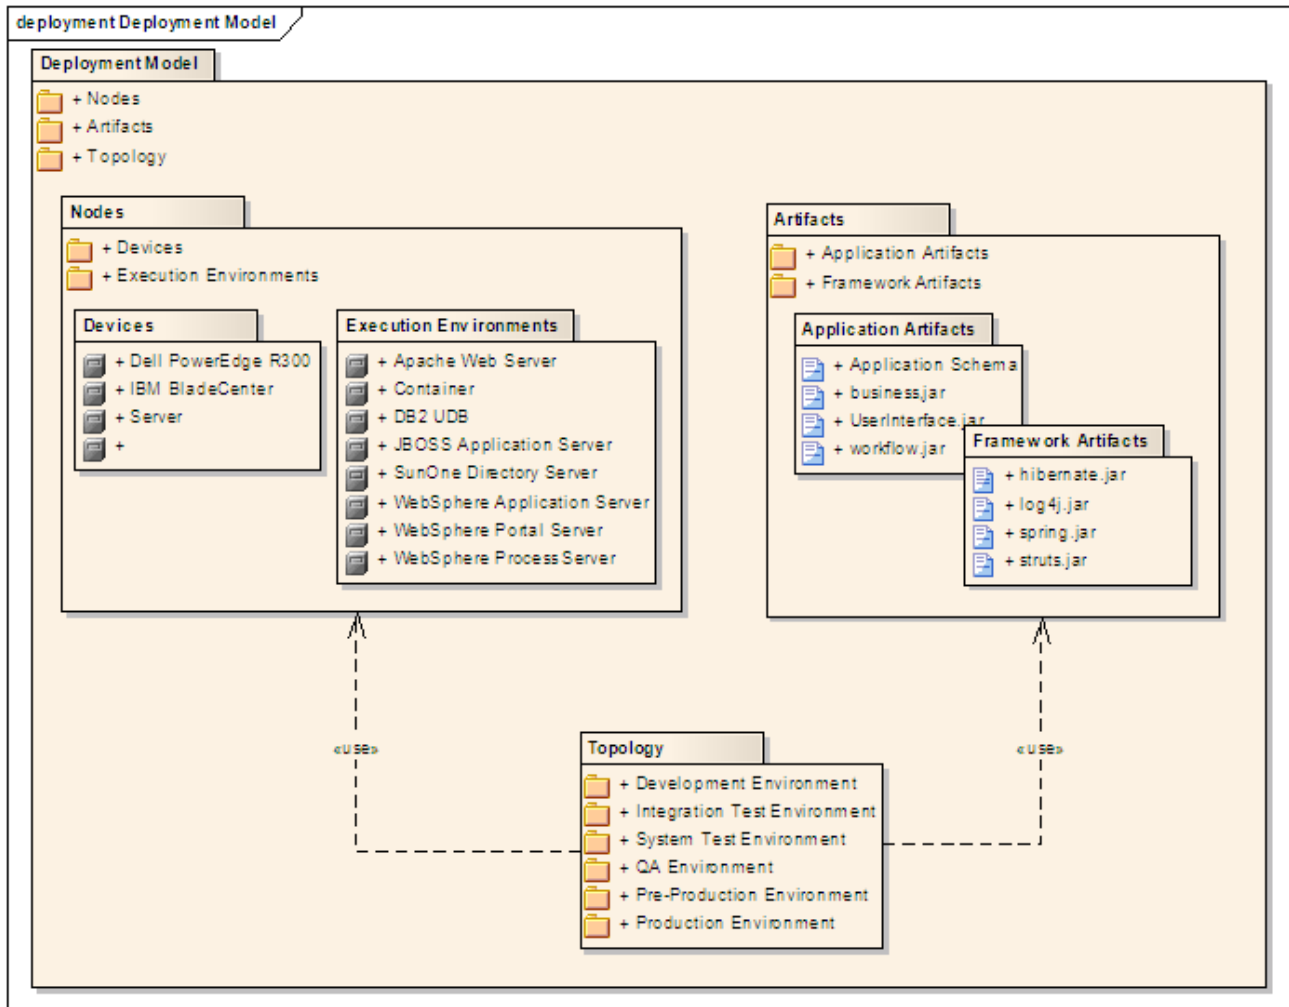 deployment Deployment Model
Deployment Model
+ Nodes
+ Artifacts
+ Topology
Nodes
+ Devices
+ Execution Environments
Devices
+ Dell PowerEdge R300
+ IBM BladeCenter
+ Server
+
Execution Environments
+ Apache Web Server
+ Container
+ DB2 UDB
+ JBOSS Application Server
+ SunOne Directory Server
+ WebSphere Application Server
+ WebSphere Portal Server
+ WebSphere Process Server
Artifacts
+ Application Artifacts
+ Framework Artifacts
Application Artifacts
+ Application Schema
+ business.jar
+ UserInterface.jar
+ workflow.jar
Framework Artifacts
+ hibernate.jar
+ log4j.jar
+ spring.jar
+ struts.jar
«use»
«use»
Topology
+ Development Environment
+ Integration Test Environment
+ System Test Environment
+ QA Environment
+ Pre-Production Environment
+ Production Environment